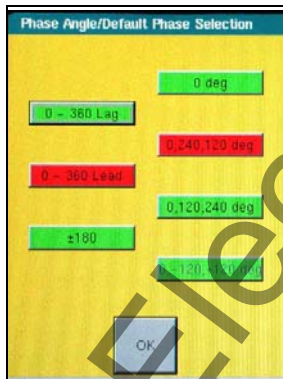 Phase Angle/Default Phase Selection
0 deg
0 - 360 Lag
0,240,120 deg
0 - 360 Lead
0,120,240 deg
±180
OK